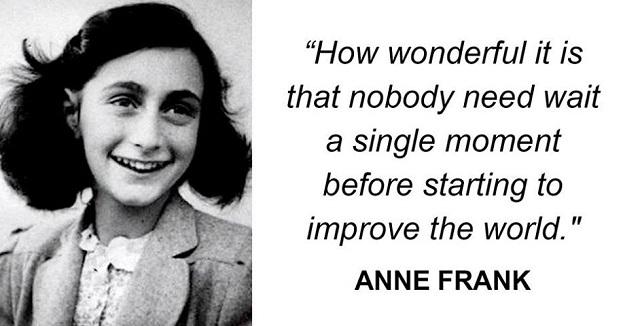 “How wonderful it is
that nobody need wait
a single moment
before starting to
improve the world."
ANNE FRANK